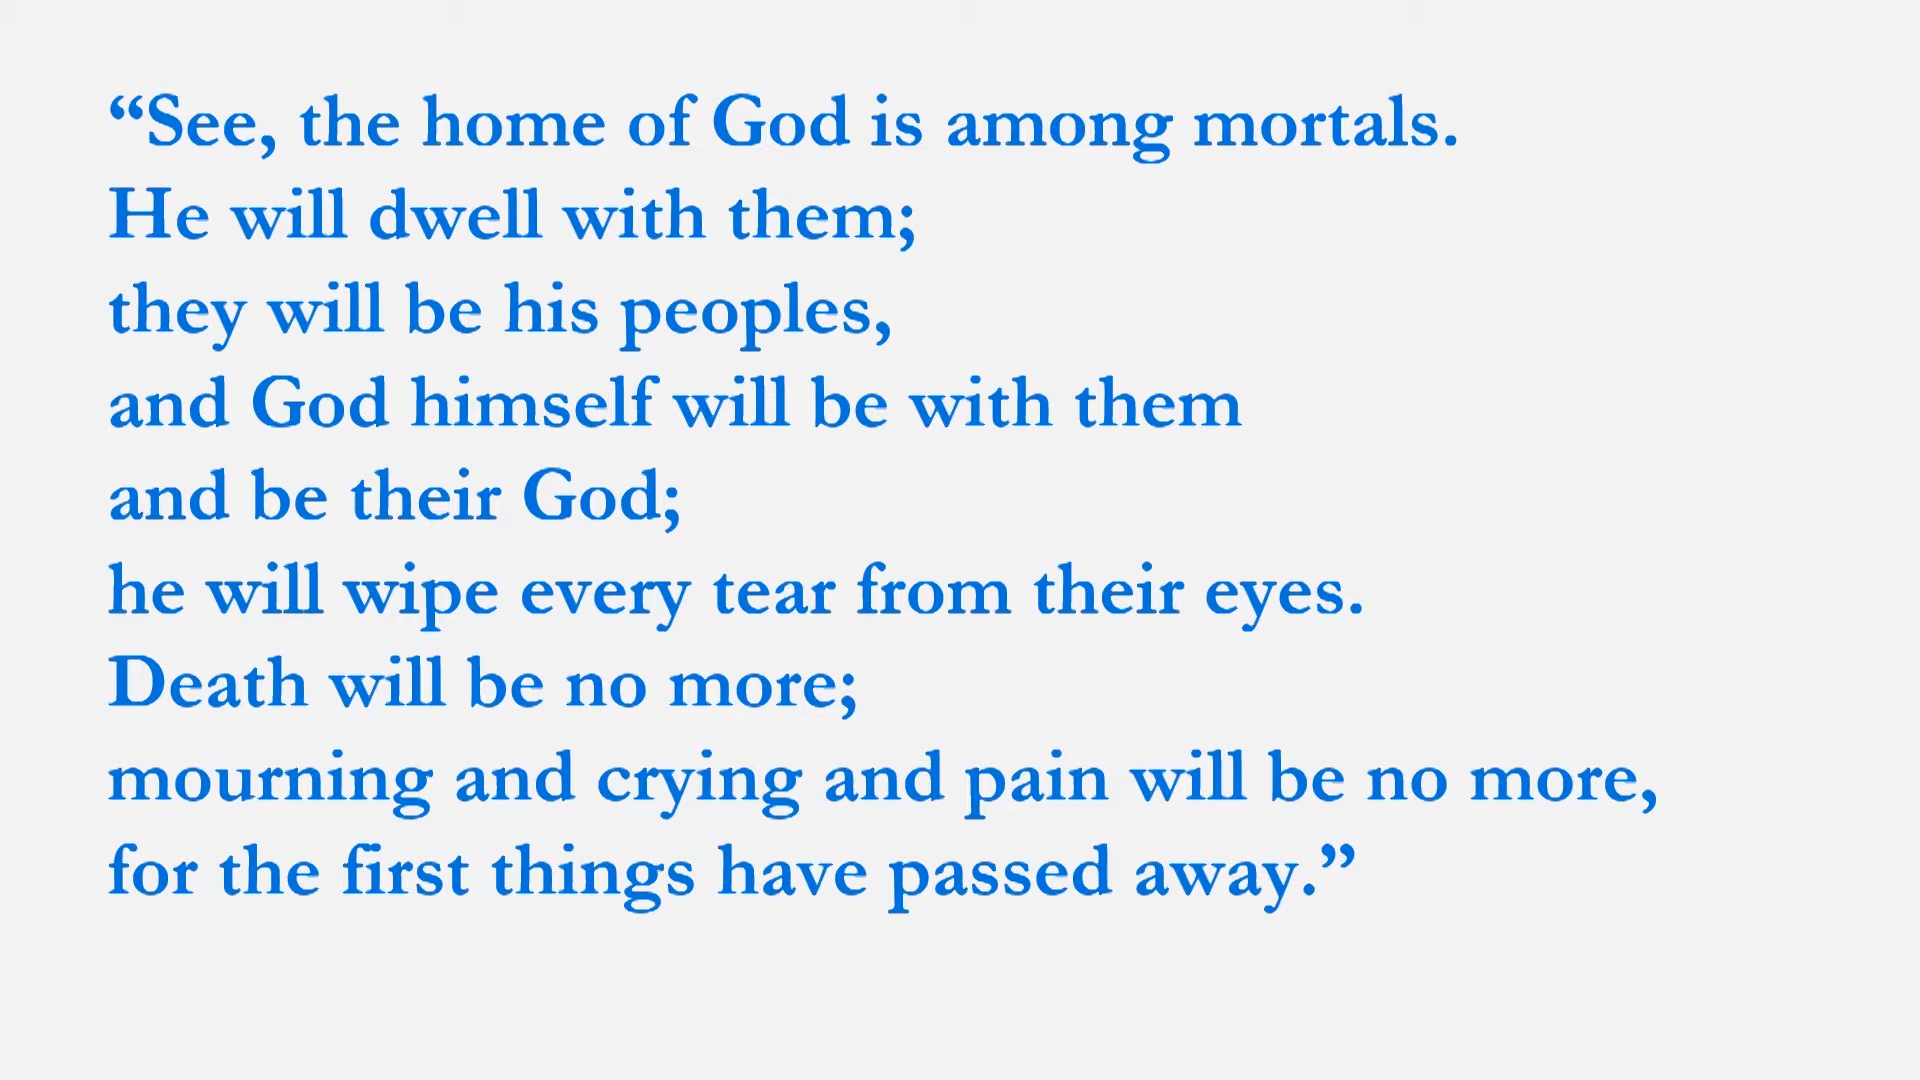 “See, the home of God is among mortals.
He will dwell with them;
they will be his peoples,
and God himself will be with them
and be their God;
he will wipe every tear from their eyes.
Death will be no more;
mourning and crying and pain will be no more,
for the first things have passed away.”